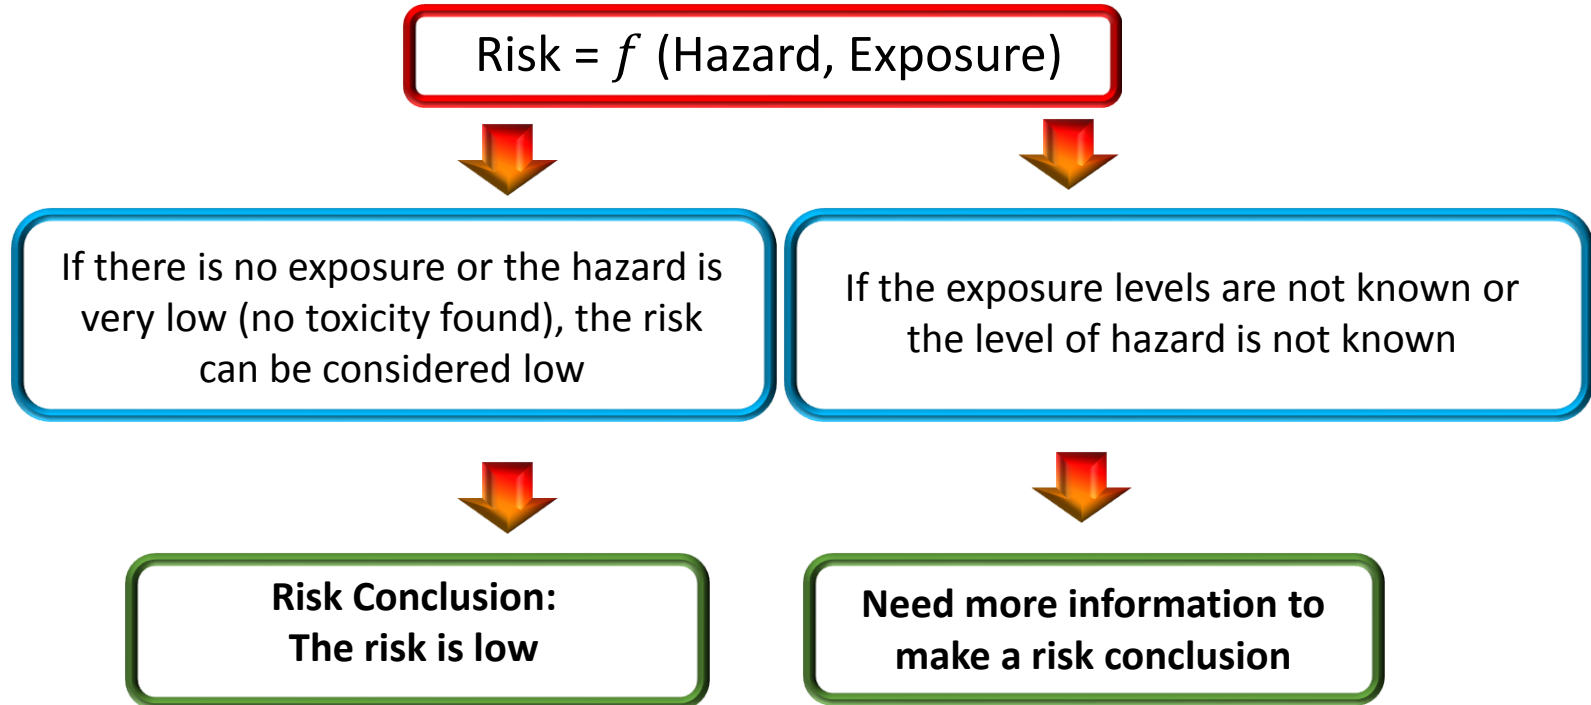 Risk = 𝑓 (Hazard, Exposure)
If there is no exposure or the hazard is
very low (no toxicity found), the risk
can be considered low
If the exposure levels are not known or
the level of hazard is not known
Risk Conclusion:
The risk is low
Need more information to
make a risk conclusion